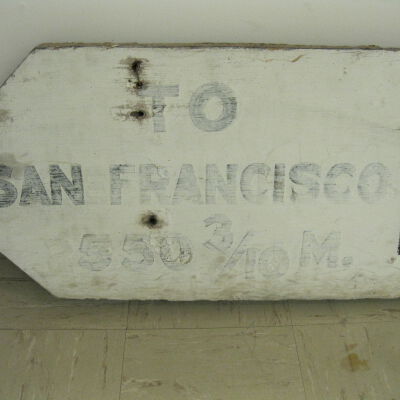 TO
SAN FRANCISCO
550 3/10 M.